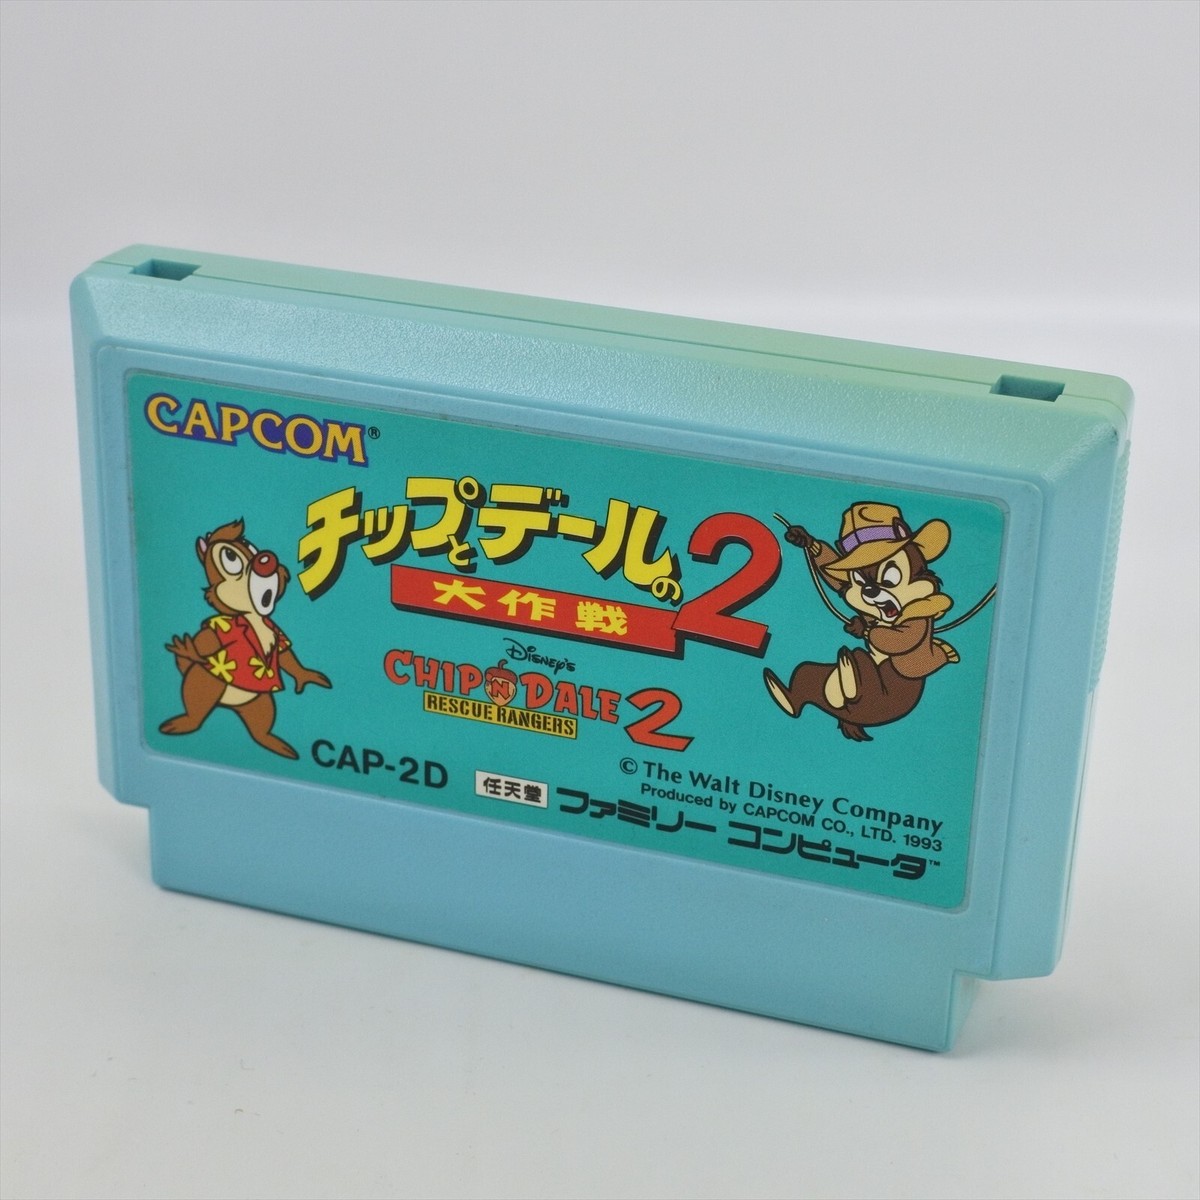 CAPCOM®
チップとデールの
大作戦2
Disney's
CHIP 'N DALE 2
RESCUE RANGERS
CAP-2D
© The Walt Disney Company
Produced by CAPCOM CO., LTD. 1993
任天堂 ファミリー コンピュータ™